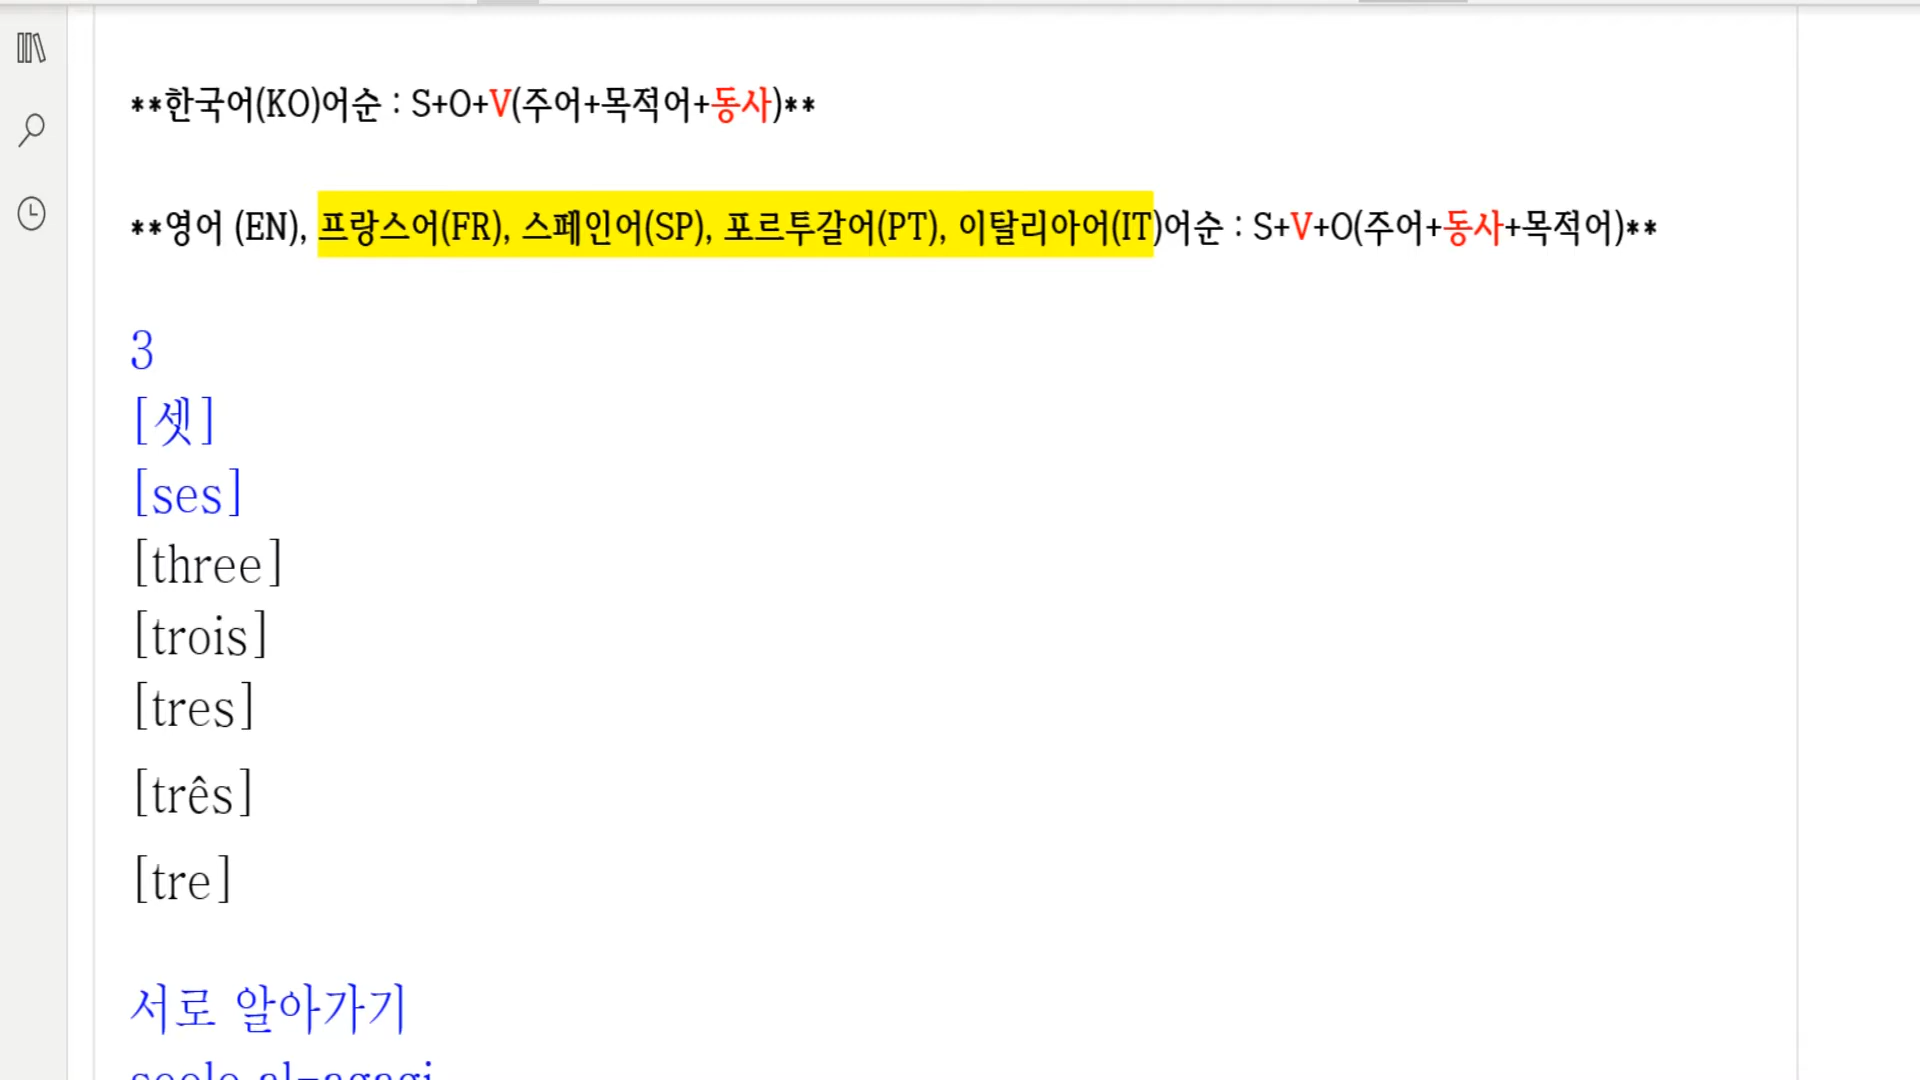 **한국어(KO)어순 : S+O+V(주어+목적어+동사)**
**영어 (EN), 프랑스어(FR), 스페인어(SP), 포르투갈어(PT), 이탈리아어(IT)어순 : S+V+O(주어+동사+목적어)**
3
[셋]
[ses]
[three]
[trois]
[tres]
[três]
[tre]
서로 알아가기
seolo al-agagi